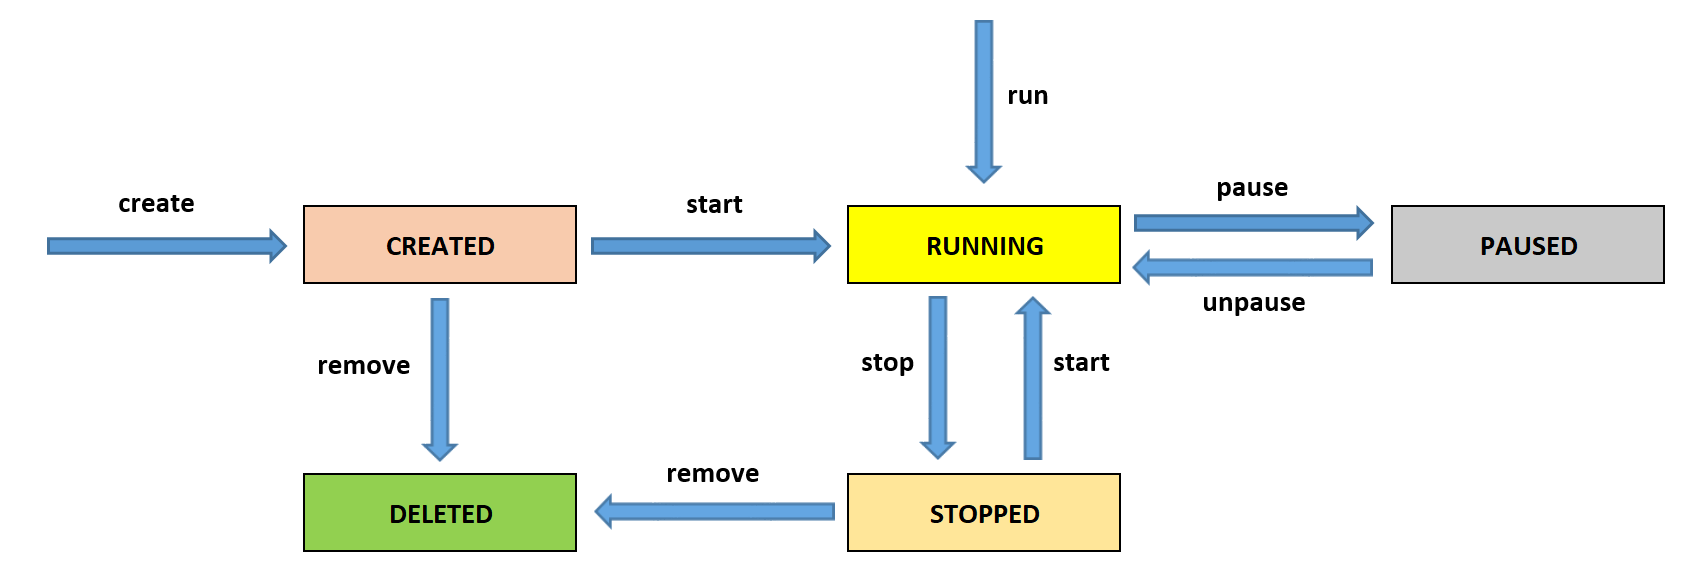 run
create
start
pause
CREATED
RUNNING
PAUSED
unpause
remove
stop
start
remove
DELETED
STOPPED